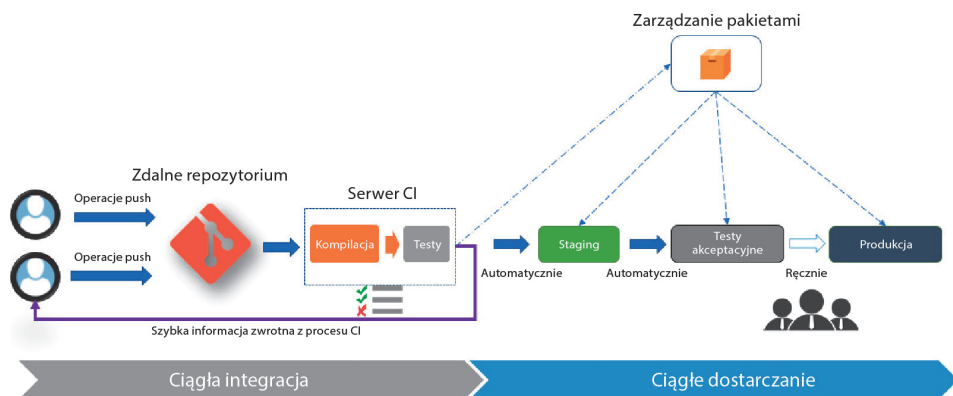 Zarządzanie pakietami
Zdalne repozytorium
Serwer CI
Operacje push
Operacje push
Kompilacja
Testy
Staging
Testy
akceptacyjne
Produkcja
Automatycznie
Automatycznie
Ręcznie
Szybka informacja zwrotna z procesu CI
Ciągła integracja
Ciągłe dostarczanie